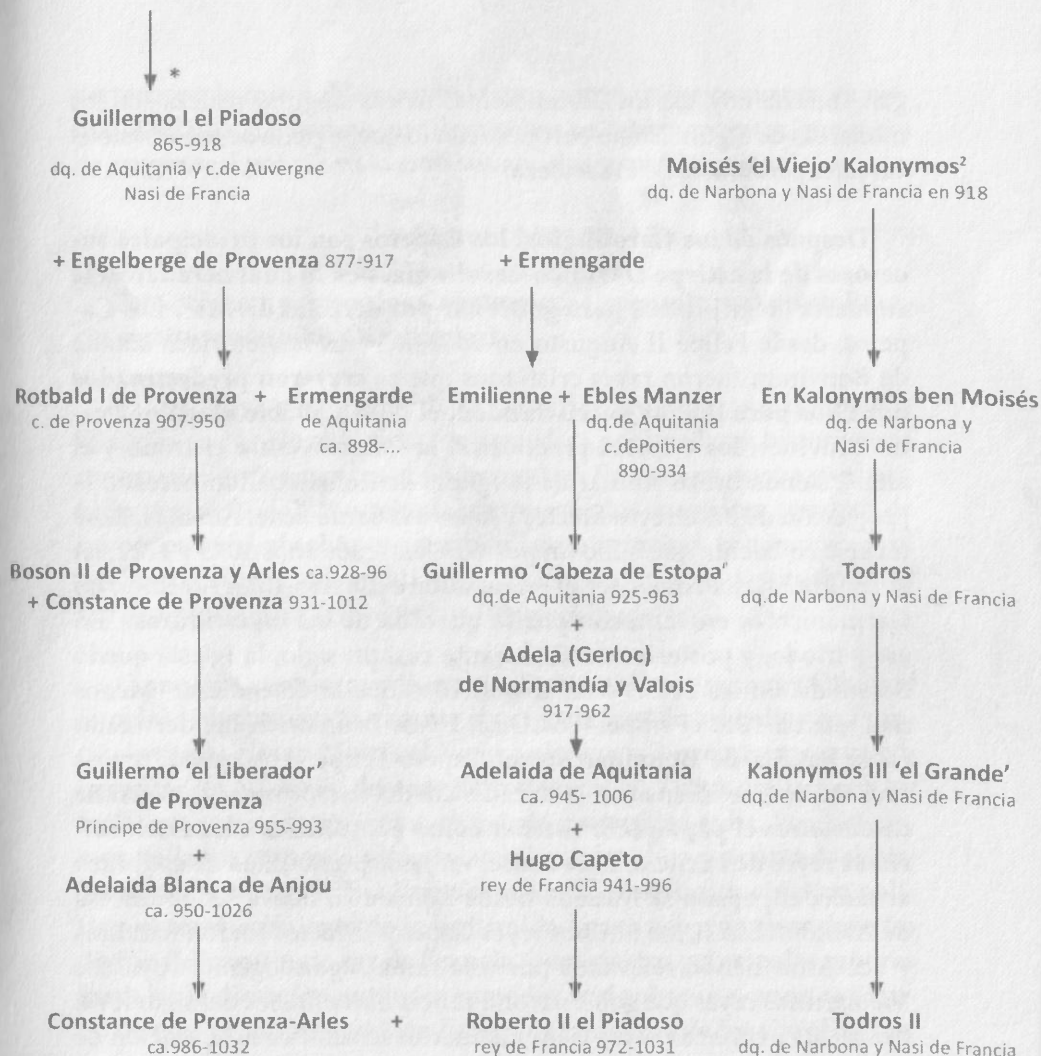 *
Guillermo I el Piadoso
865-918
dq. de Aquitania y c.de Auvergne
Nasi de Francia
Moisés 'el Viejo' Kalonymos²
dq. de Narbona y Nasi de Francia en 918
+ Engelberge de Provenza 877-917
+ Ermengarde
Rotbald I de Provenza + Ermengarde
c. de Provenza 907-950
de Aquitania
ca. 898-...
Emilienne + Ebles Manzer
dq.de Aquitania
c.dePoitiers
890-934
En Kalonymos ben Moisés
dq. de Narbona y
Nasi de Francia
Boson II de Provenza y Arles ca.928-96
+ Constance de Provenza 931-1012
Guillermo 'Cabeza de Estopa'
dq.de Aquitania 925-963
+
Adela (Gerloc)
de Normandía y Valois
917-962
Todros
dq.de Narbona y Nasi de Francia
Guillermo 'el Liberador'
de Provenza
Principe de Provenza 955-993
+
Adelaida Blanca de Anjou
ca. 950-1026
Adelaida de Aquitania
ca. 945- 1006
+
Hugo Capeto
rey de Francia 941-996
Kalonymos III 'el Grande'
dq.de Narbona y Nasi de Francia
Constance de Provenza-Arles + Roberto II el Piadoso
ca.986-1032
rey de Francia 972-1031
Todros II
dq. de Narbona y Nasi de Francia